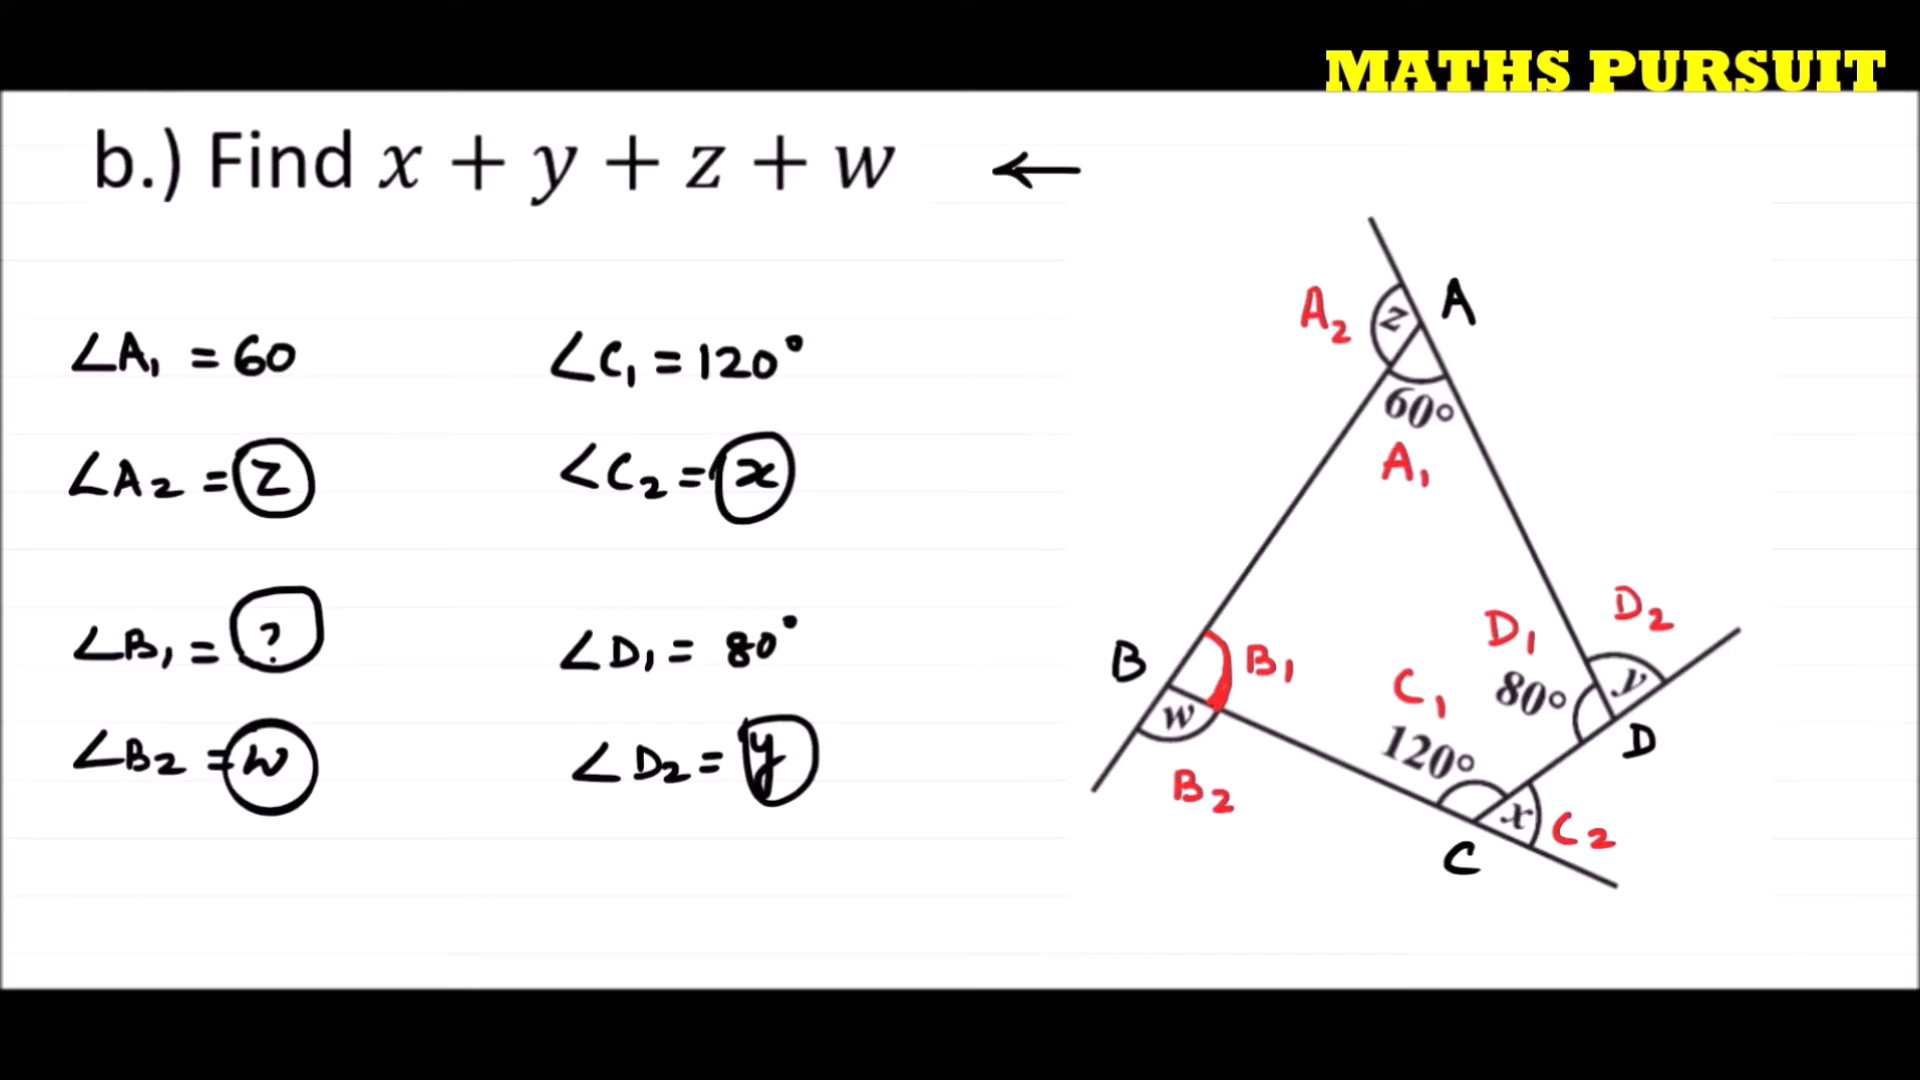 MATHS PURSUIT
b.) Find x + y + z + w ←
∠A₁ = 60
∠C₁ = 120°
∠A₂ = z
∠C₂ = x
∠B₁ = ?
∠D₁ = 80°
∠B₂ = w
∠D₂ = y
A
A₂
z
60°
A₁
D₂
D₁
B
B₁
C₁
80°
y
w
D
120°
B₂
x
C₂
C